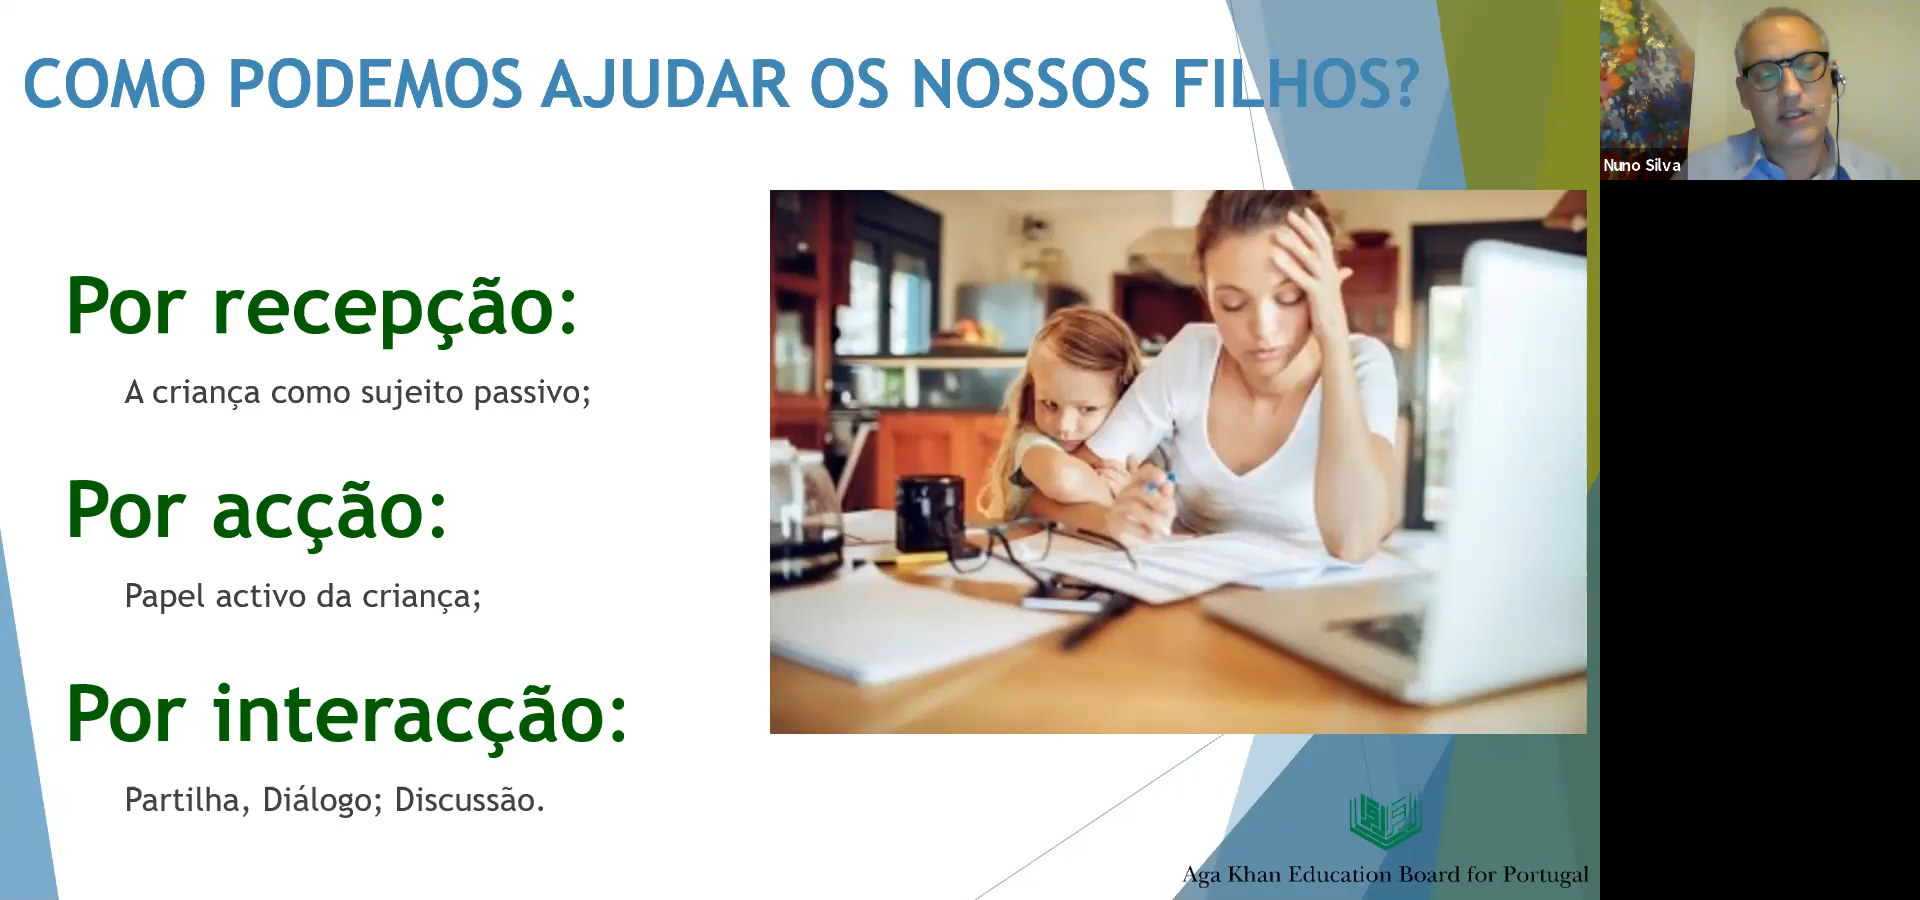 COMO PODEMOS AJUDAR OS NOSSOS FILHOS?
Nuno Silva
Por recepção:
A criança como sujeito passivo;
Por acção:
Papel activo da criança;
Por interacção:
Partilha, Diálogo; Discussão.
Aga Khan Education Board for Portugal